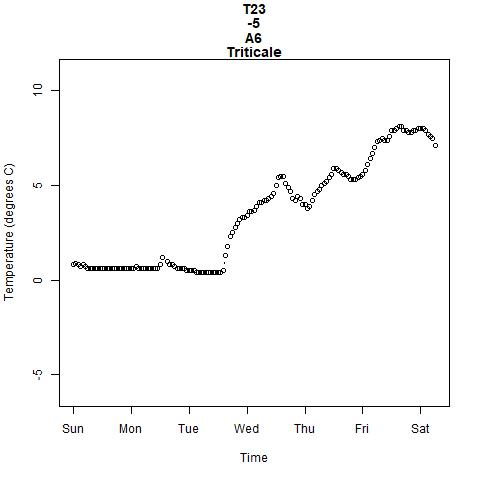 T23
-5
A6
Triticale
Temperature (degrees C)
10
5
0
-5
Sun Mon Tue Wed Thu Fri Sat
Time